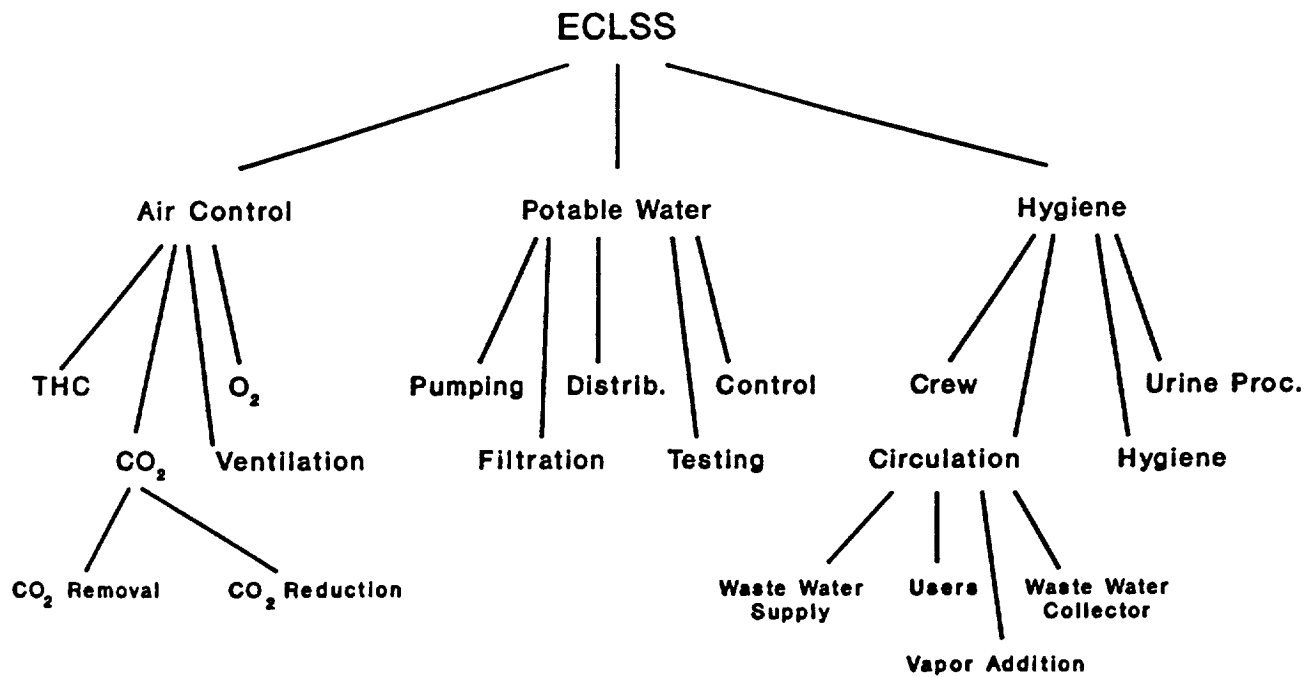 ECLSS
Air Control
Potable Water
Hygiene
THC
O₂
Pumping
Distrib.
Control
Crew
Urine Proc.
CO₂
Ventilation
Filtration
Testing
Circulation
Hygiene
CO₂ Removal
CO₂ Reduction
Waste Water
Supply
Users
Waste Water
Collector
Vapor Addition